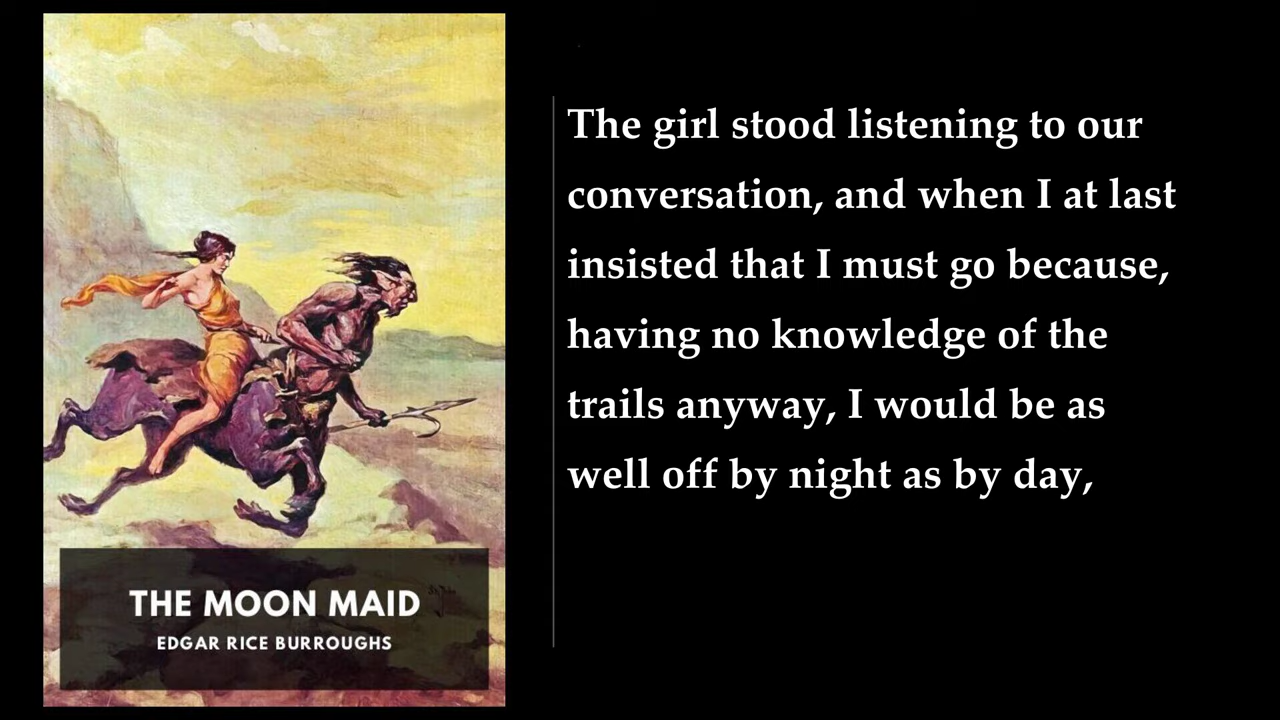 THE MOON MAID
EDGAR RICE BURROUGHS
The girl stood listening to our
conversation, and when I at last
insisted that I must go because,
having no knowledge of the
trails anyway, I would be as
well off by night as by day,